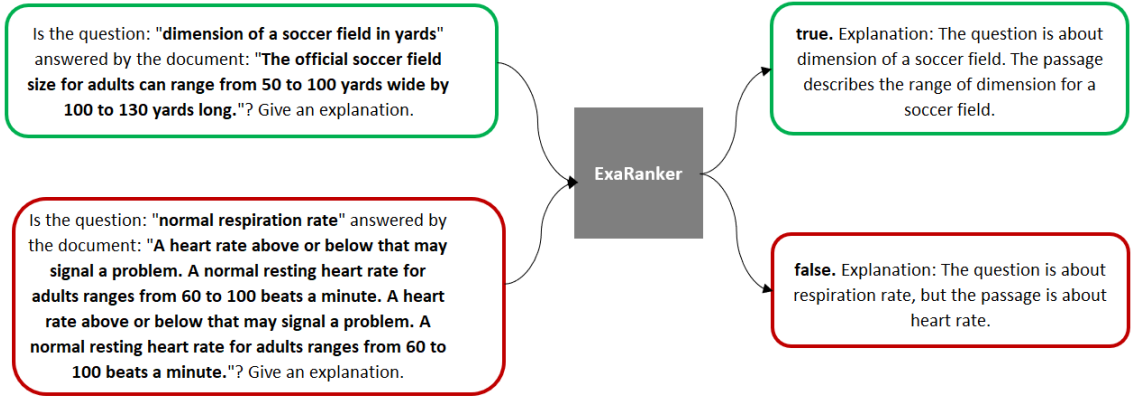 Is the question: "dimension of a soccer field in yards"
answered by the document: "The official soccer field
size for adults can range from 50 to 100 yards wide by
100 to 130 yards long."? Give an explanation.
Is the question: "normal respiration rate" answered by
the document: "A heart rate above or below that may
signal a problem. A normal resting heart rate for
adults ranges from 60 to 100 beats a minute. A heart
rate above or below that may signal a problem. A
normal resting heart rate for adults ranges from 60 to
100 beats a minute."? Give an explanation.
ExaRanker
true. Explanation: The question is about
dimension of a soccer field. The passage
describes the range of dimension for a
soccer field.
false. Explanation: The question is about
respiration rate, but the passage is about
heart rate.